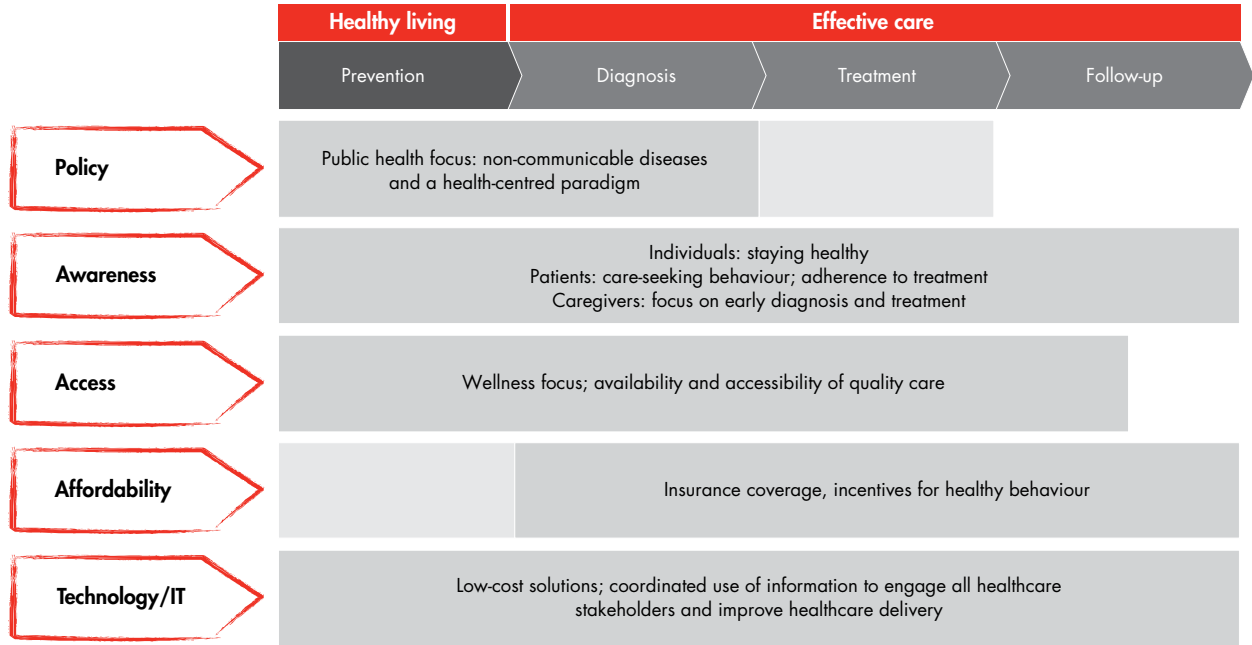 Healthy living
Effective care
Prevention
Diagnosis
Treatment
Follow-up
Policy
Public health focus: non-communicable diseases
and a health-centred paradigm
Awareness
Individuals: staying healthy
Patients: care-seeking behaviour; adherence to treatment
Caregivers: focus on early diagnosis and treatment
Access
Wellness focus; availability and accessibility of quality care
Affordability
Insurance coverage, incentives for healthy behaviour
Technology/IT
Low-cost solutions; coordinated use of information to engage all healthcare
stakeholders and improve healthcare delivery